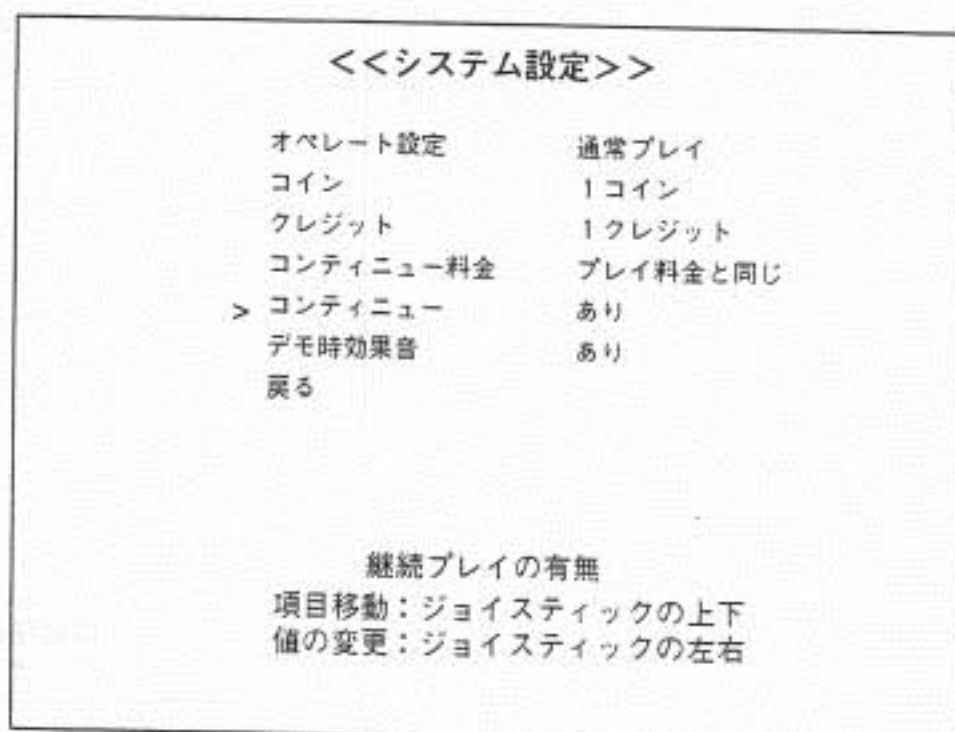 <<システム設定>>
オペレート設定 通常プレイ
コイン 1コイン
クレジット 1クレジット
コンティニュー料金 プレイ料金と同じ
> コンティニュー あり
デモ時効果音 あり
戻る
継続プレイの有無
項目移動:ジョイスティックの上下
値の変更:ジョイスティックの左右